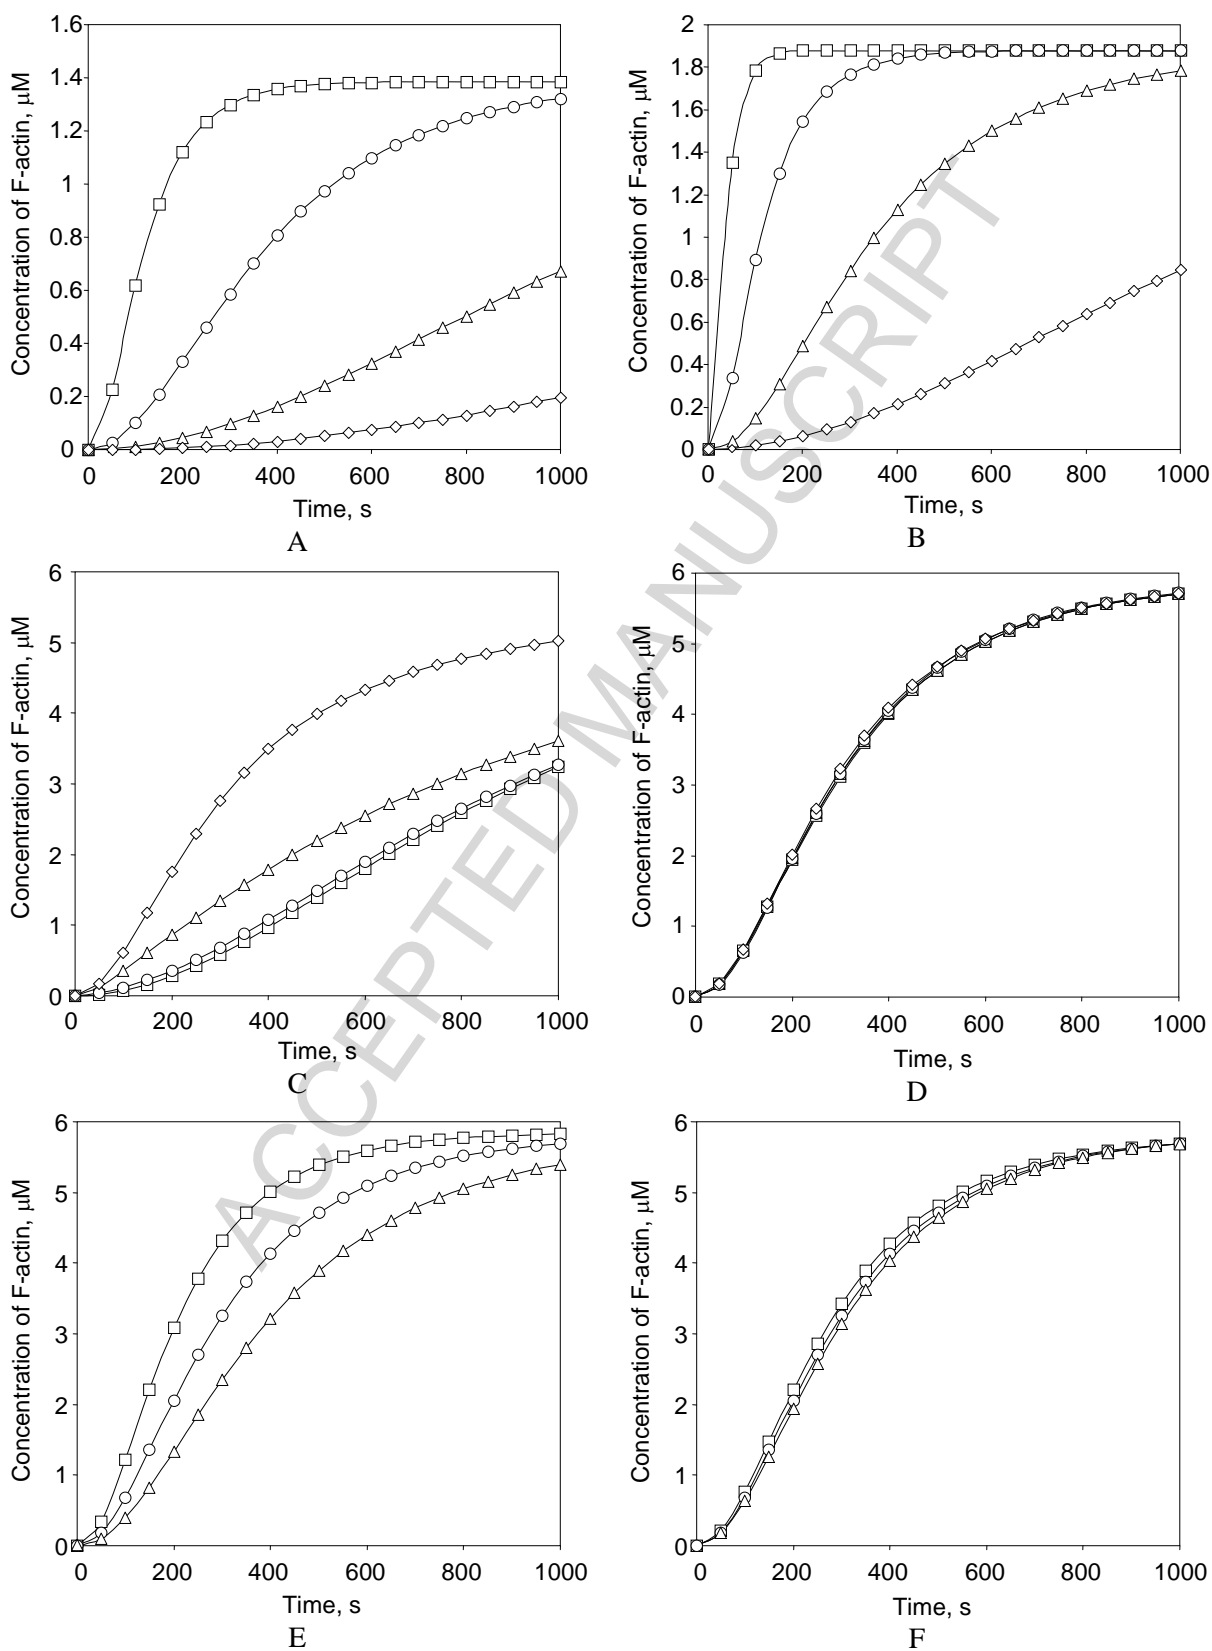 1.6
1.4
1.2
1
0.8
0.6
0.4
0.2
0
Concentration of F-actin, µM
0 200 400 600 800 1000
Time, s
A
2
1.8
1.6
1.4
1.2
1
0.8
0.6
0.4
0.2
0
Concentration of F-actin, µM
0 200 400 600 800 1000
Time, s
B
6
5
4
3
2
1
0
Concentration of F-actin, µM
0 200 400 600 800 1000
Time, s
C
6
5
4
3
2
1
0
Concentration of F-actin, µM
0 200 400 600 800 1000
Time, s
D
6
5
4
3
2
1
0
Concentration of F-actin, µM
0 200 400 600 800 1000
Time, s
E
6
5
4
3
2
1
0
Concentration of F-actin, µM
0 200 400 600 800 1000
Time, s
F
ACCEPTED MANUSCRIPT